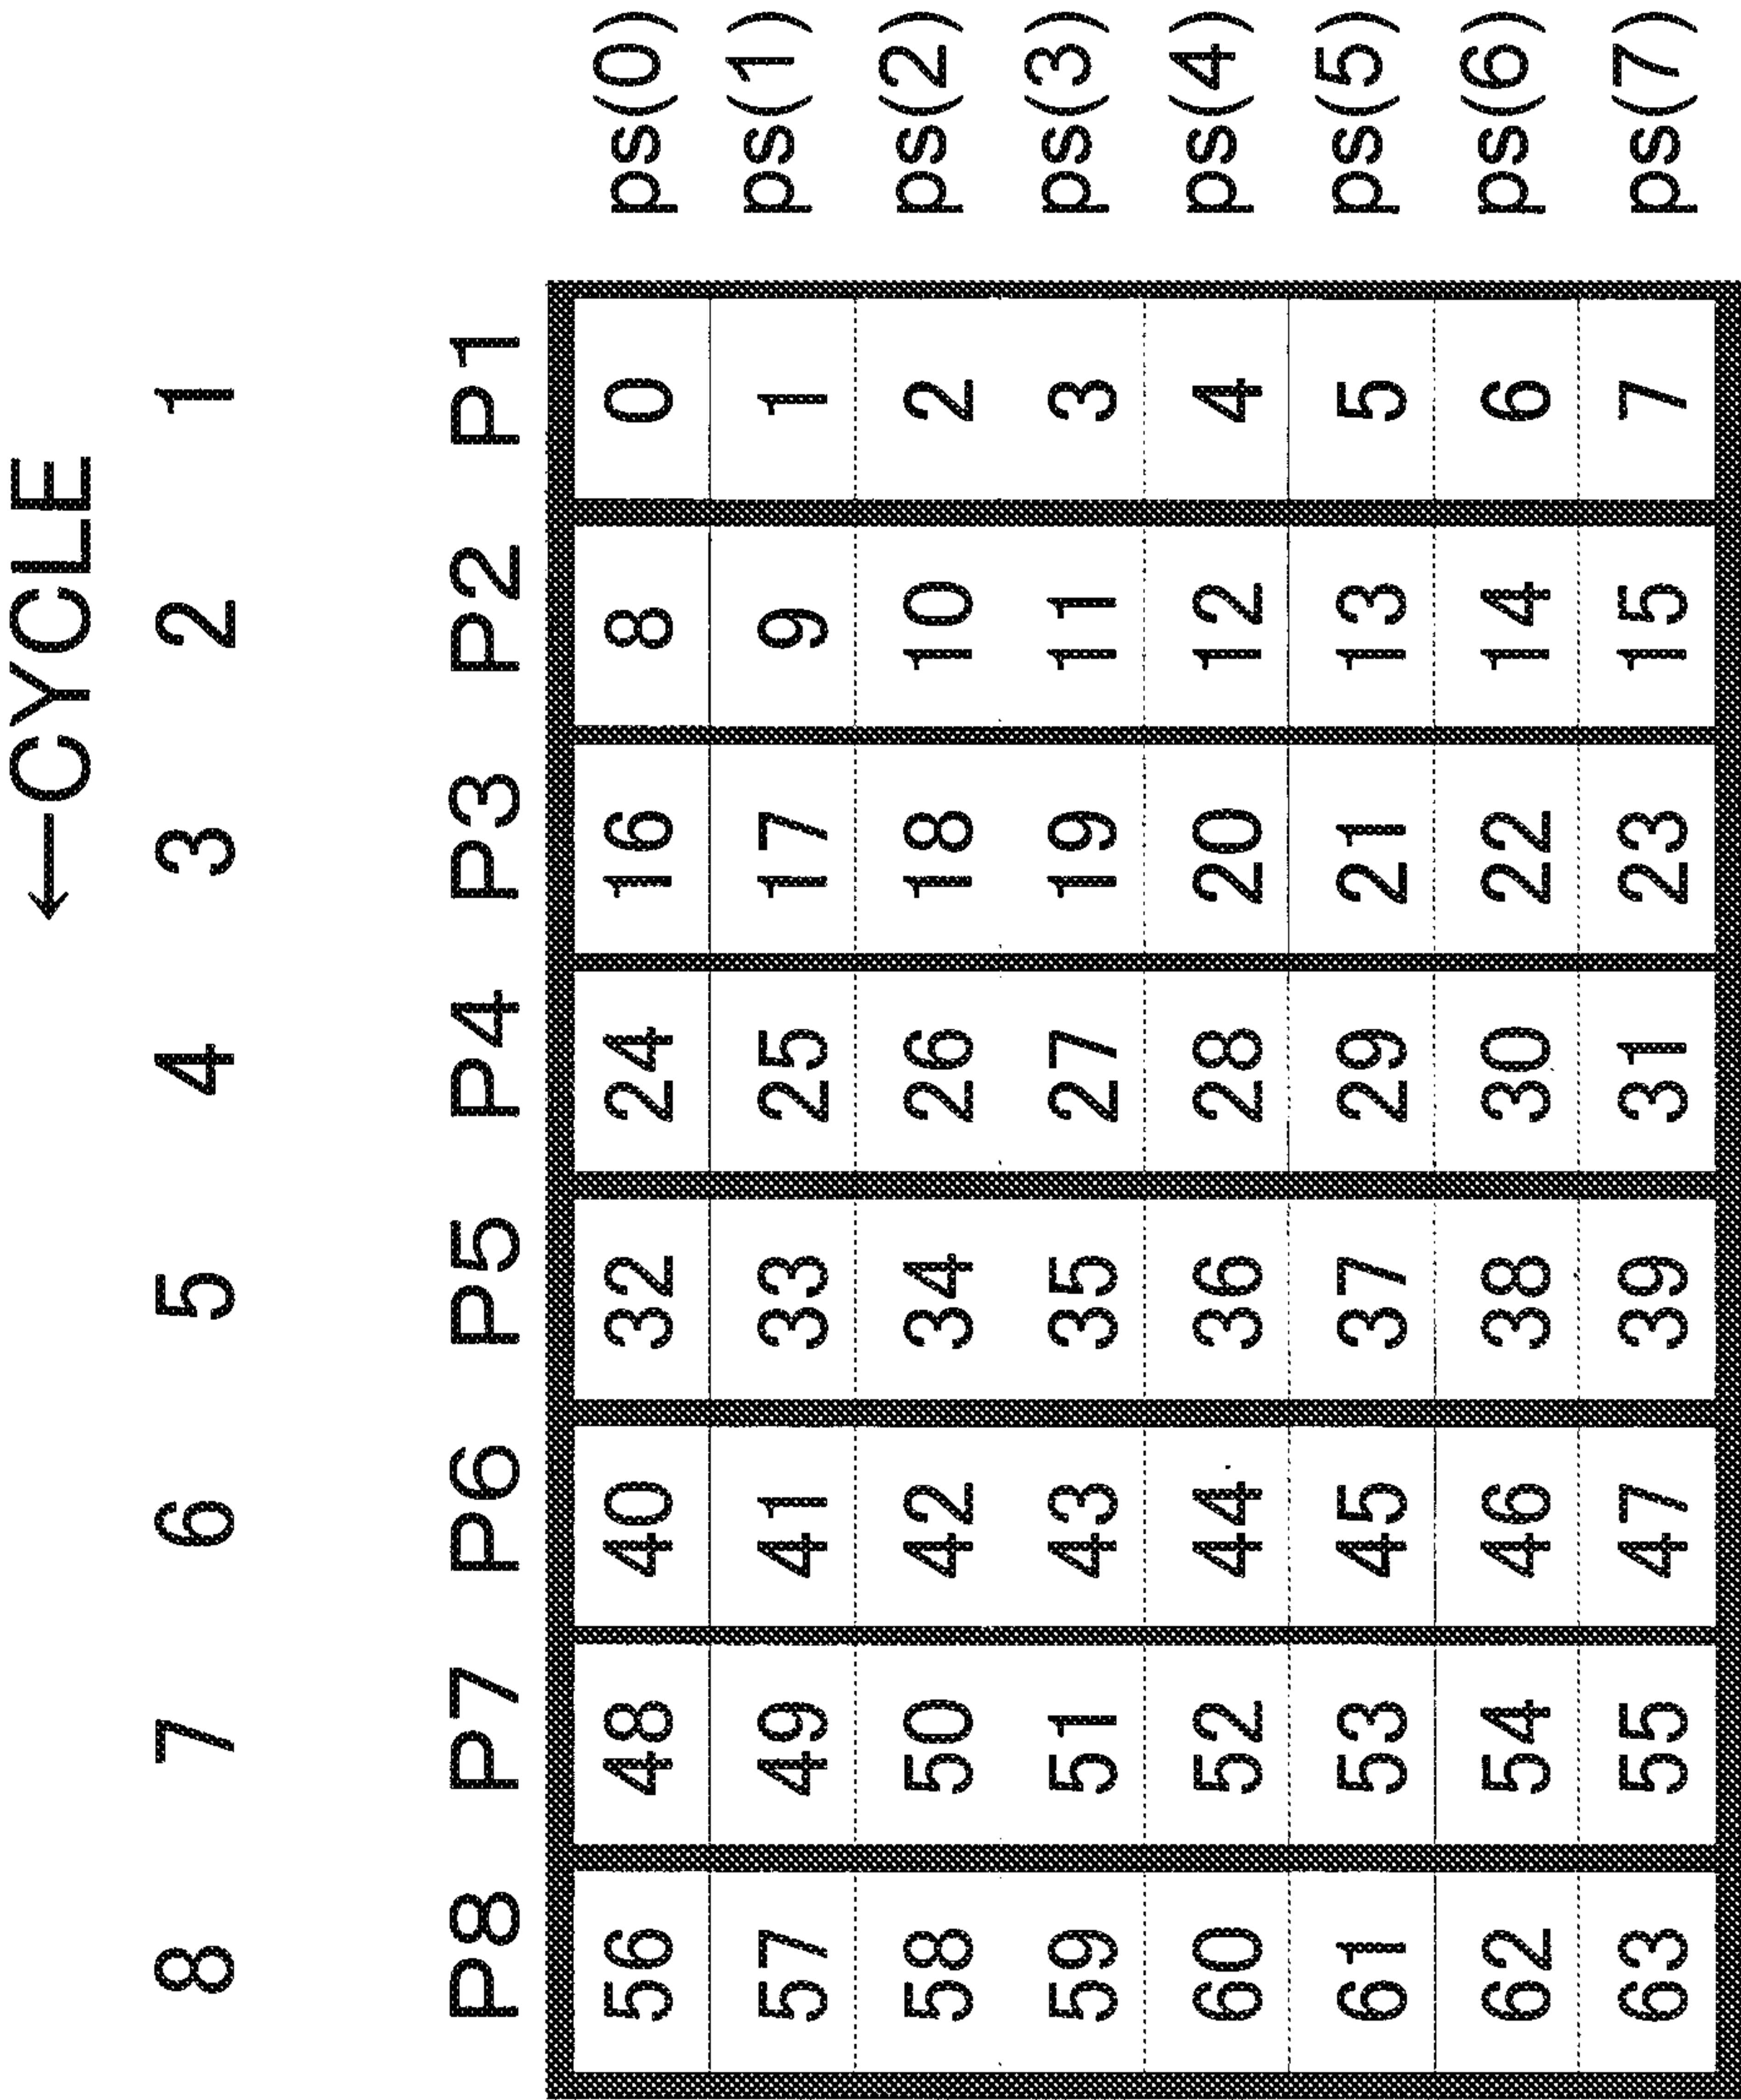 ←CYCLE
8 7 6 5 4 3 2 1
P8 P7 P6 P5 P4 P3 P2 P1
56 48 40 32 24 16 8 0 ps(0)
57 49 41 33 25 17 9 1 ps(1)
58 50 42 34 26 18 10 2 ps(2)
59 51 43 35 27 19 11 3 ps(3)
60 52 44 36 28 20 12 4 ps(4)
61 53 45 37 29 21 13 5 ps(5)
62 54 46 38 30 22 14 6 ps(6)
63 55 47 39 31 23 15 7 ps(7)